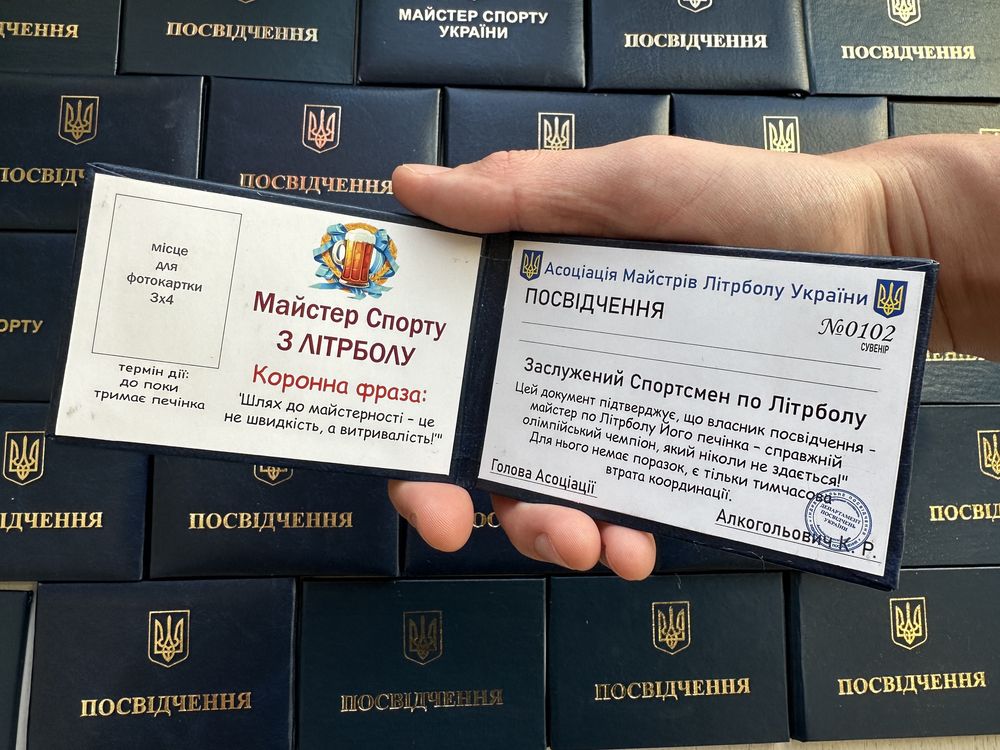 ПОСВІДЧЕННЯ
МАЙСТЕР СПОРТУ
УКРАЇНИ
ПОСВІДЧЕННЯ
ПОСВІДЧЕННЯ
ПОСВІДЧЕННЯ
місце
для
фотокартки
3х4
термін дії:
до поки
тримає печінка
Майстер Спорту
З ЛІТРБОЛУ
Коронна фраза:
"Шлях до майстерності – це
не швидкість, а витривалість!"'
Асоціація Майстрів Літрболу України
ПОСВІДЧЕННЯ
№0102
СУВЕНІР
Заслужений Спортсмен по Літрболу
Цей документ підтверджує, що власник посвідчення –
майстер по Літрболу Його печінка – справжній
олімпійський чемпіон, який ніколи не здається!"
Для нього немає поразок, є тільки тимчасова
втрата координації.
Голова Асоціації
Алкогольович К. Р.
ДЕПАРТАМЕНТ
ПОСВІДЧЕНЬ
УКРАЇНИ
ПОСВІДЧЕННЯ
ПОСВІДЧЕННЯ
ПОСВІДЧЕННЯ
ПОСВІДЧЕННЯ
ПОСВІДЧЕННЯ